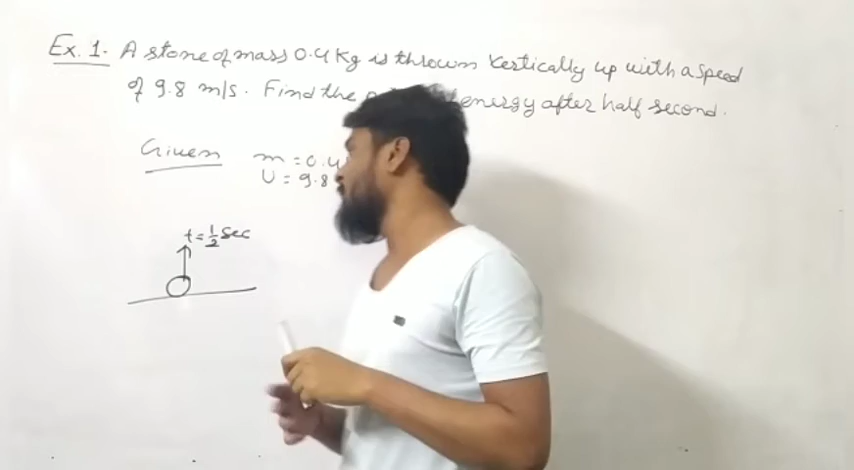 Ex. 1. A stone of mass 0.4 Kg is thrown vertically up with a speed
of 9.8 m/s. Find the energy after half second.
Given m = 0.4
U = 9.8
t = 1/2 sec